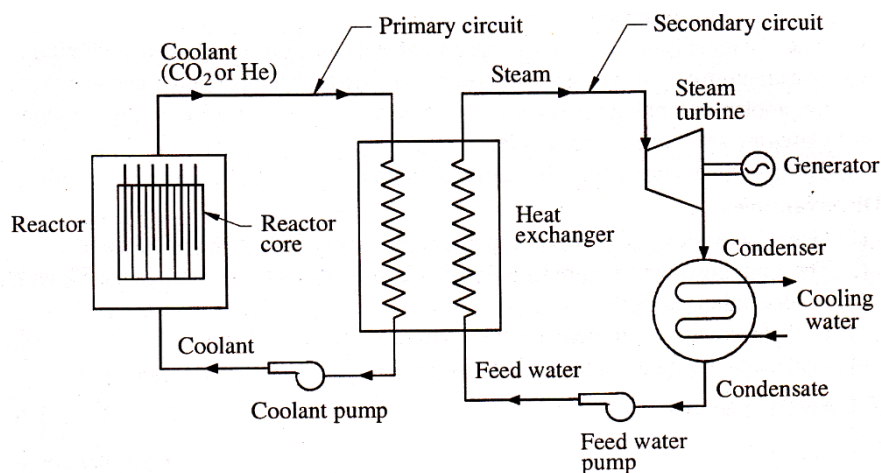 Coolant
(CO2 or He)
Primary circuit
Secondary circuit
Steam
Steam
turbine
Generator
Reactor
Reactor
core
Heat
exchanger
Condenser
Cooling
water
Coolant
Coolant pump
Feed water
Condensate
Feed water
pump